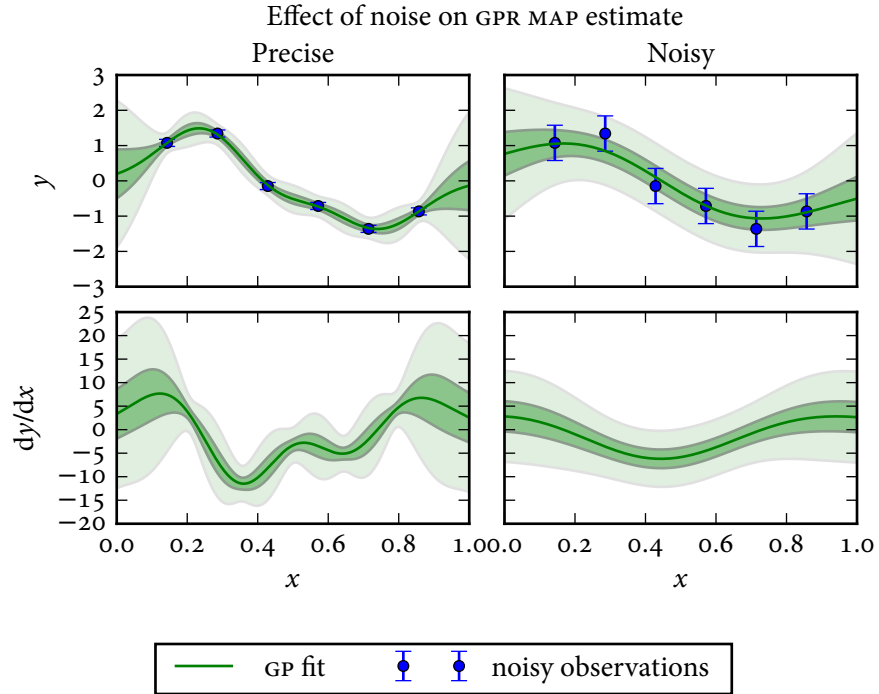 Effect of noise on GPR MAP estimate
Precise
Noisy
3
2
1
0
−1
−2
−3
y
25
20
15
10
5
0
−5
−10
−15
−20
dy/dx
0.0 0.2 0.4 0.6 0.8 1.0
0.0 0.2 0.4 0.6 0.8 1.0
x
x
GP fit
noisy observations